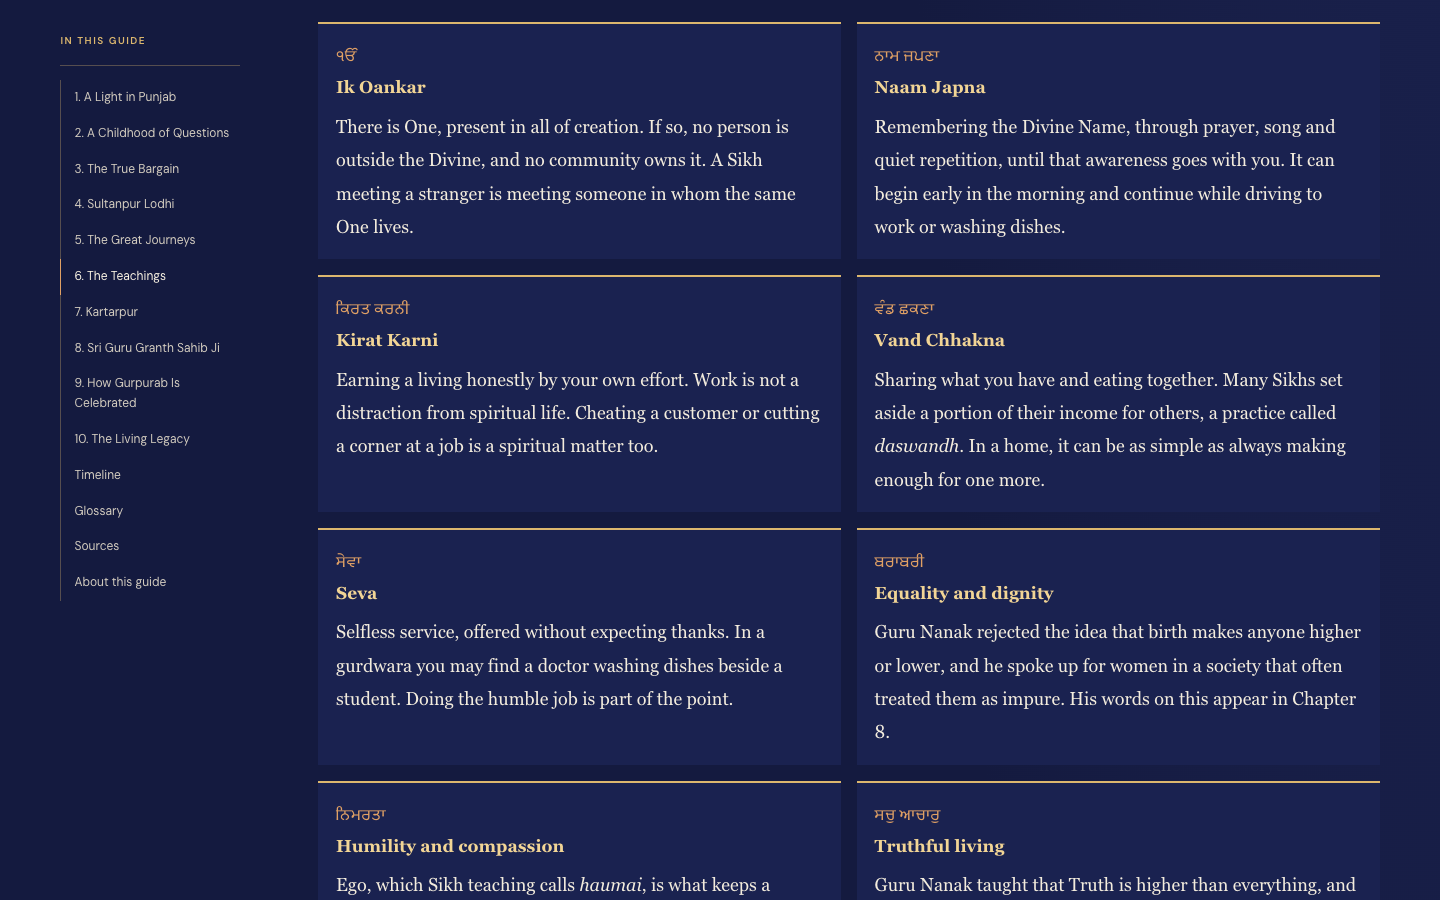 IN THIS GUIDE
1. A Light in Punjab
2. A Childhood of Questions
3. The True Bargain
4. Sultanpur Lodhi
5. The Great Journeys
6. The Teachings
7. Kartarpur
8. Sri Guru Granth Sahib Ji
9. How Gurpurab Is
Celebrated
10. The Living Legacy
Timeline
Glossary
Sources
About this guide
ੴ
Ik Oankar
There is One, present in all of creation. If so, no person is
outside the Divine, and no community owns it. A Sikh
meeting a stranger is meeting someone in whom the same
One lives.
ਨਾਮ ਜਪਣਾ
Naam Japna
Remembering the Divine Name, through prayer, song and
quiet repetition, until that awareness goes with you. It can
begin early in the morning and continue while driving to
work or washing dishes.
ਕਿਰਤ ਕਰਨੀ
Kirat Karni
Earning a living honestly by your own effort. Work is not a
distraction from spiritual life. Cheating a customer or cutting
a corner at a job is a spiritual matter too.
ਵੰਡ ਛਕਣਾ
Vand Chhakna
Sharing what you have and eating together. Many Sikhs set
aside a portion of their income for others, a practice called
daswandh. In a home, it can be as simple as always making
enough for one more.
ਸੇਵਾ
Seva
Selfless service, offered without expecting thanks. In a
gurdwara you may find a doctor washing dishes beside a
student. Doing the humble job is part of the point.
ਬਰਾਬਰੀ
Equality and dignity
Guru Nanak rejected the idea that birth makes anyone higher
or lower, and he spoke up for women in a society that often
treated them as impure. His words on this appear in Chapter
8.
ਨਿਮਰਤਾ
Humility and compassion
Ego, which Sikh teaching calls haumai, is what keeps a
ਸਚੁ ਆਚਾਰੁ
Truthful living
Guru Nanak taught that Truth is higher than everything, and